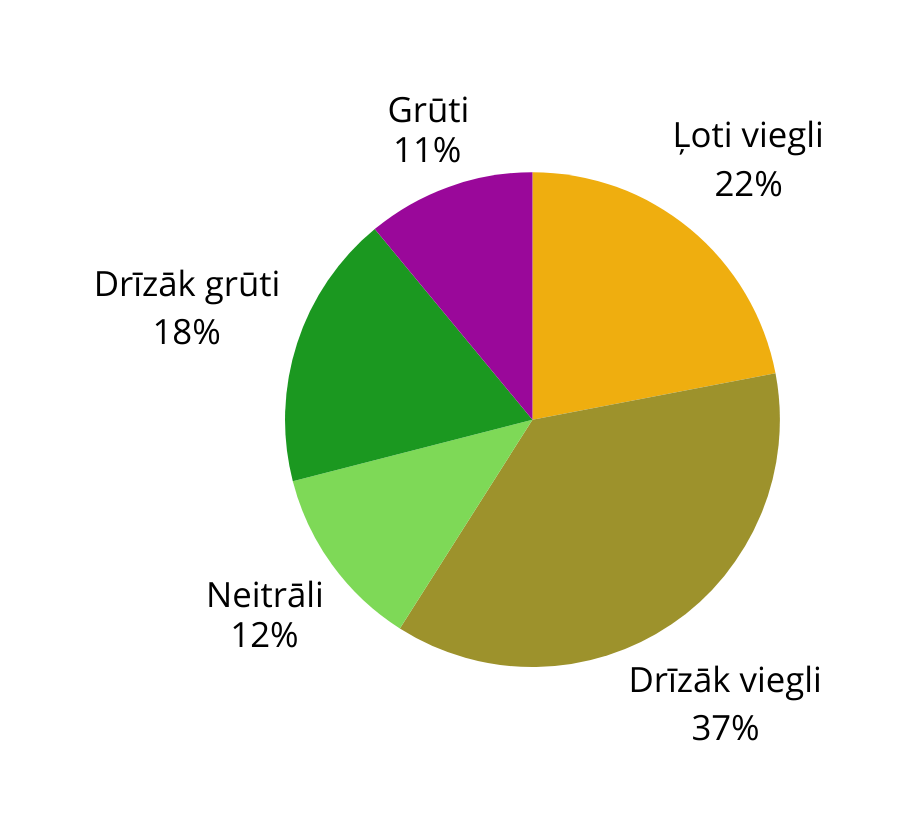 Grūti
11%
Ļoti viegli
22%
Drīzāk grūti
18%
Neitrāli
12%
Drīzāk viegli
37%